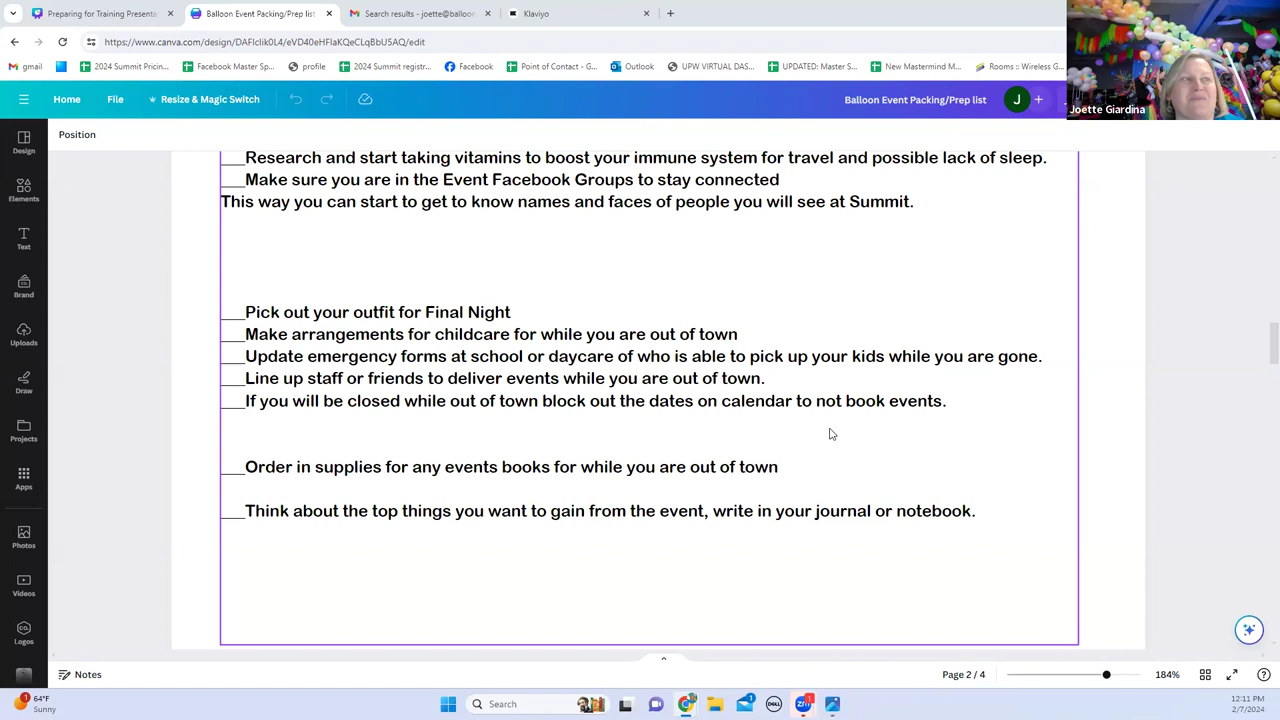 Preparing for Training Presenta
Balloon Event Packing/Prep list
Search results - joette@balloon
Klaviyo
https://www.canva.com/design/DAFIcIik0L4/eVD40eHFIaKQeCLqBbU5AQ/edit
gmail
2024 Summit Pricin...
Facebook Master Sp...
profile
2024 Summit registr...
Facebook
Point of Contact - G...
Outlook
UPW VIRTUAL DAS...
UPDATED: Master S...
New Mastermind M...
Rooms :: Wireless G...
Home
File
Resize & Magic Switch
Balloon Event Packing/Prep list
J
Joette Giardina
Position
Design
Elements
Text
Brand
Uploads
Draw
Projects
Apps
Photos
Videos
Logos
___Research and start taking vitamins to boost your immune system for travel and possible lack of sleep.
___Make sure you are in the Event Facebook Groups to stay connected
This way you can start to get to know names and faces of people you will see at Summit.
___Pick out your outfit for Final Night
___Make arrangements for childcare for while you are out of town
___Update emergency forms at school or daycare of who is able to pick up your kids while you are gone.
___Line up staff or friends to deliver events while you are out of town.
___If you will be closed while out of town block out the dates on calendar to not book events.
___Order in supplies for any events books for while you are out of town
___Think about the top things you want to gain from the event, write in your journal or notebook.
Notes
Page 2 / 4
184%
64°F
Sunny
Search
12:11 PM
2/7/2024